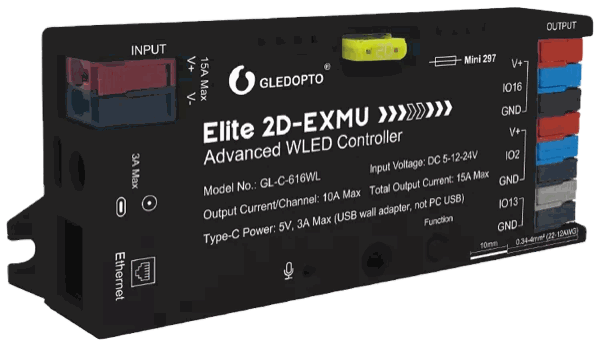 INPUT
V+
V-
15A Max
3A Max
Ethernet
GLEDOPTO®
Mini 297
Elite 2D-EXMU
Advanced WLED Controller
Model No.: GL-C-616WL
Input Voltage: DC 5-12-24V
Output Current/Channel: 10A Max
Total Output Current: 15A Max
Type-C Power: 5V, 3A Max (USB wall adapter, not PC USB)
Function
OUTPUT
V+
IO16
GND
V+
IO2
GND
IO13
GND
10mm
0.34-4mm² (22-12AWG)